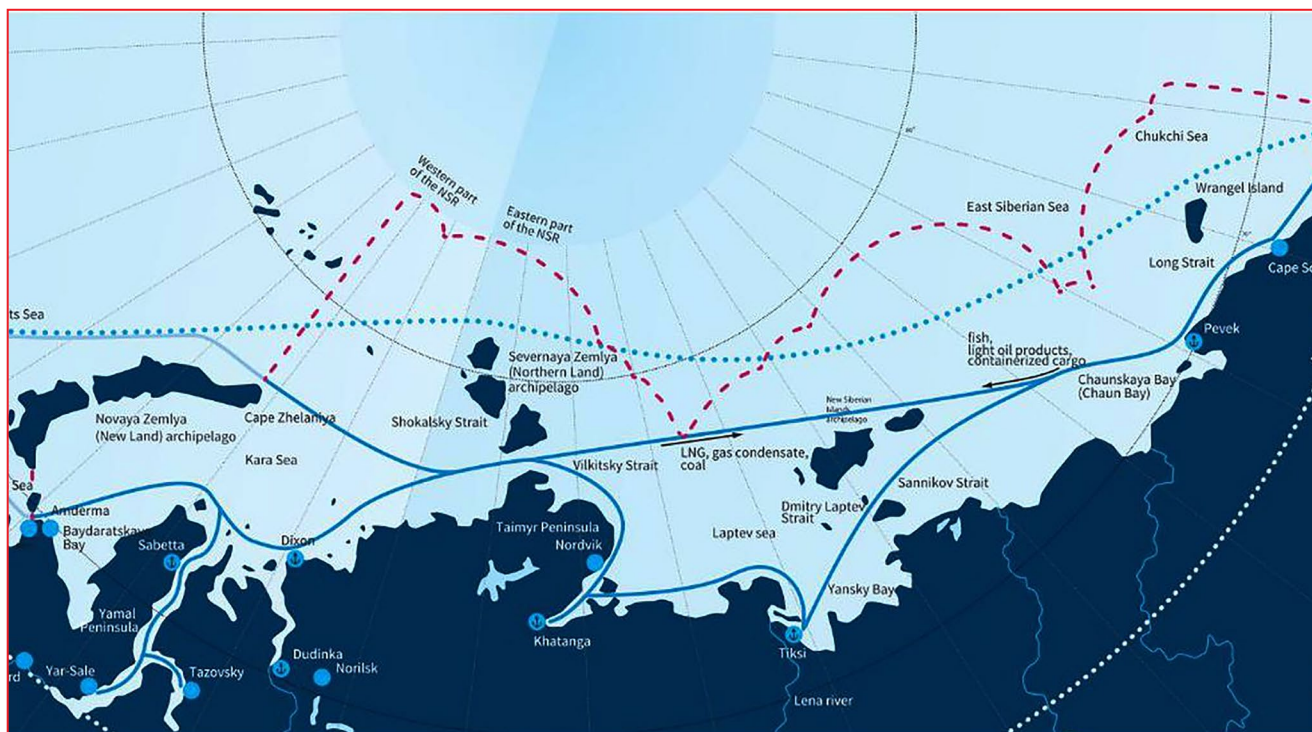 Chukchi Sea
80°
Western part
of the NSR
Wrangel Island
Eastern part
of the NSR
East Siberian Sea
70°
Long Strait
Cape
ts Sea
Pevek
fish,
light oil products,
containerized cargo
Severnaya Zemlya
(Northern Land)
archipelago
Chaunskaya Bay
(Chaun Bay)
New Siberian
Islands
archipelago
Novaya Zemlya
(New Land) archipelago
Cape Zhelaniya
Shokalsky Strait
Kara Sea
Vilkitsky Strait
LNG, gas condensate,
coal
Sannikov Strait
Sea
Amderma
Baydaratskaya
Bay
Dmitry Laptev
Strait
Taimyr Peninsula
Nordvik
Laptev sea
Sabetta
Dixon
Yansky Bay
Yamal
Peninsula
Khatanga
Tiksi
Dudinka
Norilsk
rd
Yar-Sale
Tazovsky
Lena river